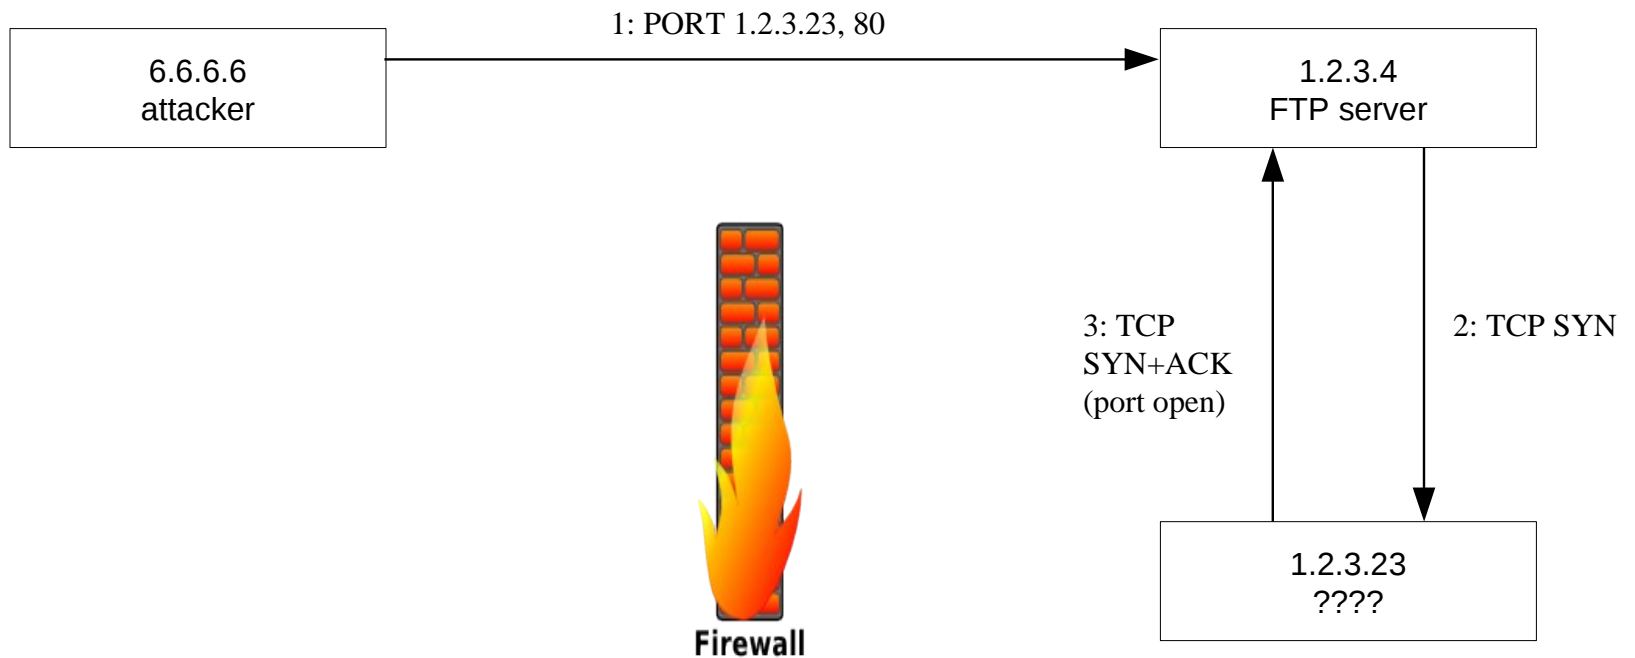 1: PORT 1.2.3.23, 80
6.6.6.6
attacker
1.2.3.4
FTP server
3: TCP
SYN+ACK
(port open)
2: TCP SYN
1.2.3.23
????
Firewall